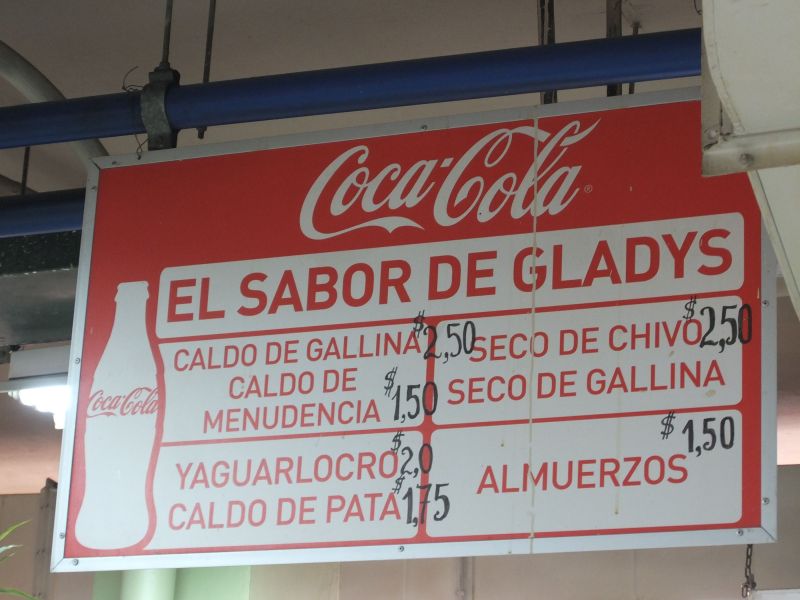 Coca-Cola
EL SABOR DE GLADYS
CALDO DE GALLINA $2,50
CALDO DE
MENUDENCIA $1,50
SECO DE CHIVO $2,50
SECO DE GALLINA
YAGUARLOCRO $2,0
CALDO DE PATA $1,75
ALMUERZOS $1,50
Coca-Cola